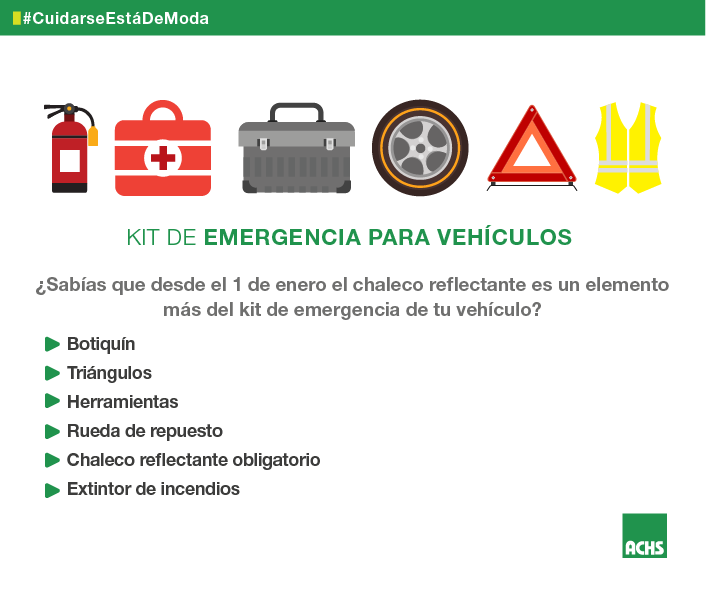 #CuidarseEstáDeModa
KIT DE EMERGENCIA PARA VEHÍCULOS
¿Sabías que desde el 1 de enero el chaleco reflectante es un elemento
más del kit de emergencia de tu vehículo?
Botiquín
Triángulos
Herramientas
Rueda de repuesto
Chaleco reflectante obligatorio
Extintor de incendios
ACHS